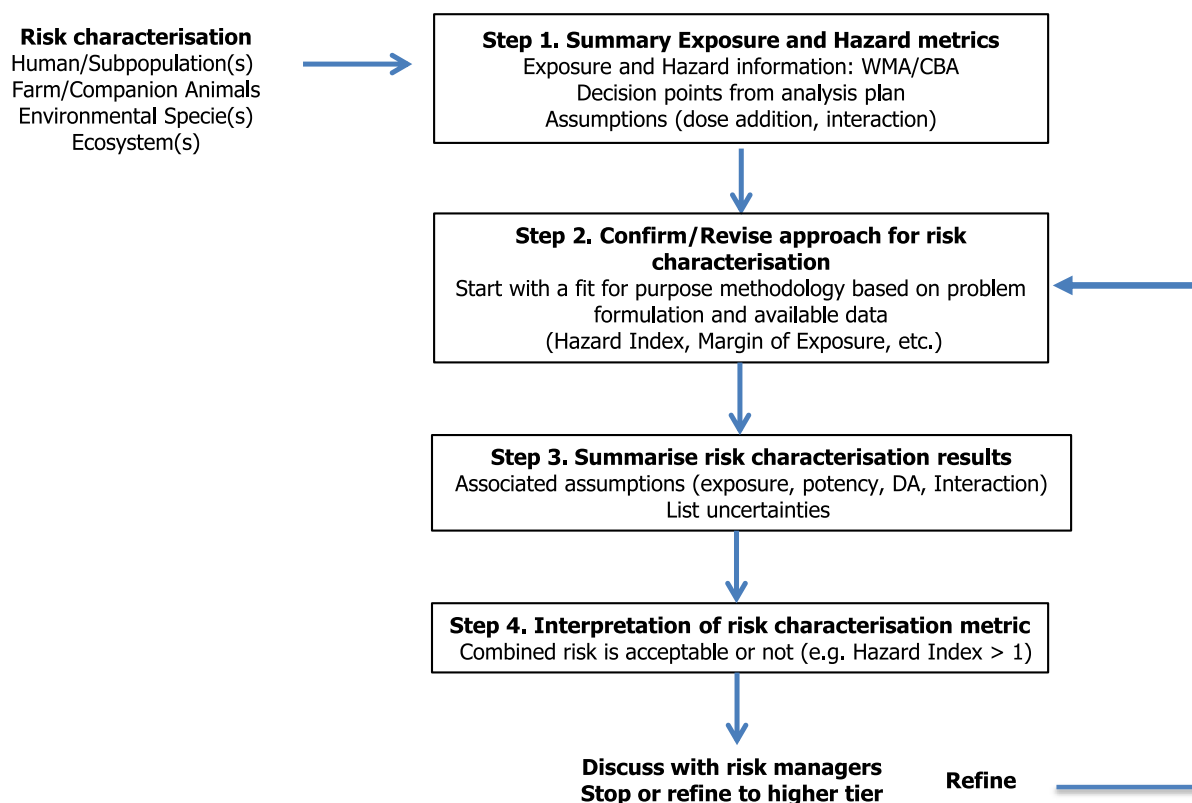 Risk characterisation
Human/Subpopulation(s)
Farm/Companion Animals
Environmental Specie(s)
Ecosystem(s)
Step 1. Summary Exposure and Hazard metrics
Exposure and Hazard information: WMA/CBA
Decision points from analysis plan
Assumptions (dose addition, interaction)
Step 2. Confirm/Revise approach for risk
characterisation
Start with a fit for purpose methodology based on problem
formulation and available data
(Hazard Index, Margin of Exposure, etc.)
Step 3. Summarise risk characterisation results
Associated assumptions (exposure, potency, DA, Interaction)
List uncertainties
Step 4. Interpretation of risk characterisation metric
Combined risk is acceptable or not (e.g. Hazard Index > 1)
Discuss with risk managers
Stop or refine to higher tier
Refine